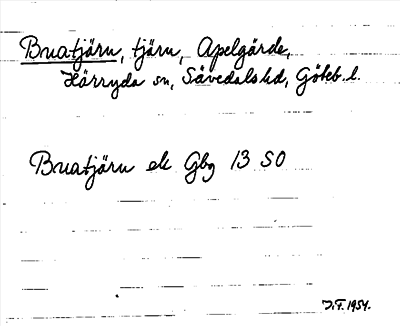 Bruatjärn, tjärn, Apelgärde,
Härryda sn, Sävedals hd, Göteb. l.
Bruatjärn ek Gbg 13 SO
J.F. 1954.